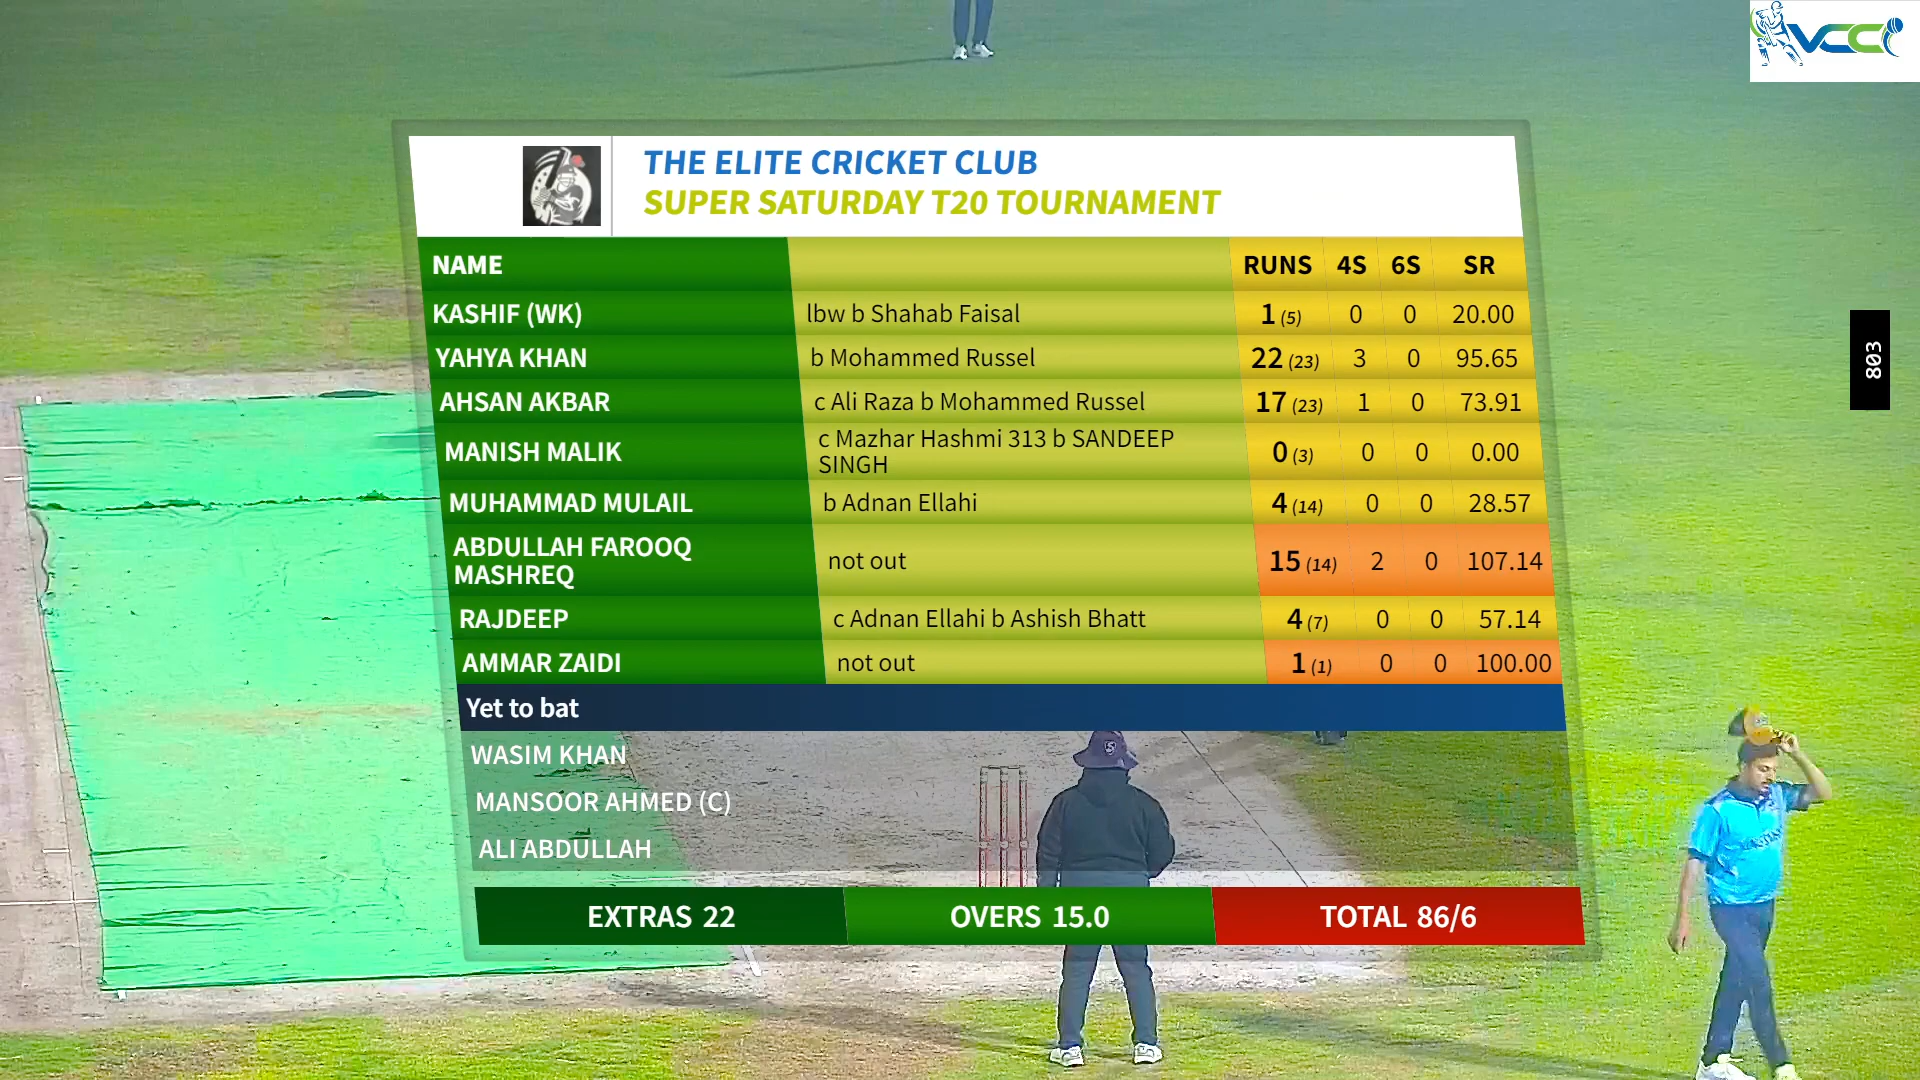 VCC
THE ELITE CRICKET CLUB
SUPER SATURDAY T20 TOURNAMENT
NAME RUNS 4S 6S SR
KASHIF (WK) lbw b Shahab Faisal 1 (5) 0 0 20.00
YAHYA KHAN b Mohammed Russel 22 (23) 3 0 95.65
AHSAN AKBAR c Ali Raza b Mohammed Russel 17 (23) 1 0 73.91
MANISH MALIK c Mazhar Hashmi 313 b SANDEEP
SINGH 0 (3) 0 0 0.00
MUHAMMAD MULAIL b Adnan Ellahi 4 (14) 0 0 28.57
ABDULLAH FAROOQ
MASHREQ not out 15 (14) 2 0 107.14
RAJDEEP c Adnan Ellahi b Ashish Bhatt 4 (7) 0 0 57.14
AMMAR ZAIDI not out 1 (1) 0 0 100.00
Yet to bat
WASIM KHAN
MANSOOR AHMED (C)
ALI ABDULLAH
EXTRAS 22 OVERS 15.0 TOTAL 86/6
803